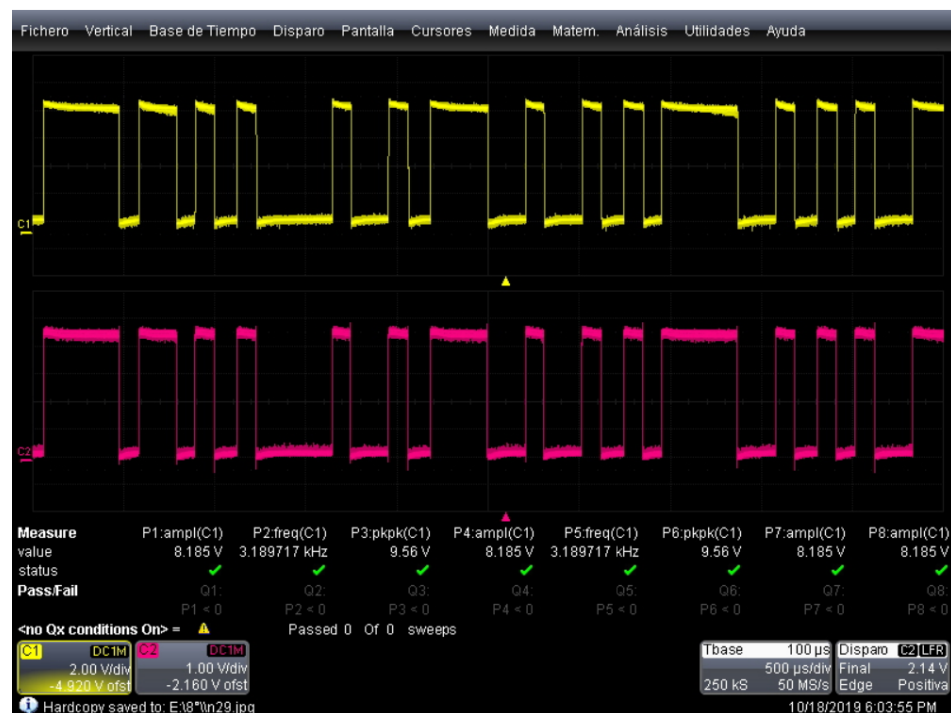 Fichero Vertical Base de Tiempo Disparo Pantalla Cursores Medida Matem. Análisis Utilidades Ayuda
C1
C2
Measure P1:ampl(C1) P2:freq(C1) P3:pkpk(C1) P4:ampl(C1) P5:freq(C1) P6:pkpk(C1) P7:ampl(C1) P8:ampl(C1)
value 8.185 V 3.189717 kHz 9.56 V 8.185 V 3.189717 kHz 9.56 V 8.185 V 8.185 V
status
Pass/Fail Q1: Q2: Q3: Q4: Q5: Q6: Q7: Q8:
P1 < 0 P2 < 0 P3 < 0 P4 < 0 P5 < 0 P6 < 0 P7 < 0 P8 < 0
<no Qx conditions On> = Passed 0 Of 0 sweeps
C1 DC1M C2 DC1M Tbase 100 µs Disparo C2 LFR
2.00 V/div 1.00 V/div 500 µs/div Final 2.14 V
-4.920 V ofst -2.160 V ofst 250 kS 50 MS/s Edge Positiva
Hardcopy saved to: E:\8"\\n29.jpg 10/18/2019 6:03:55 PM